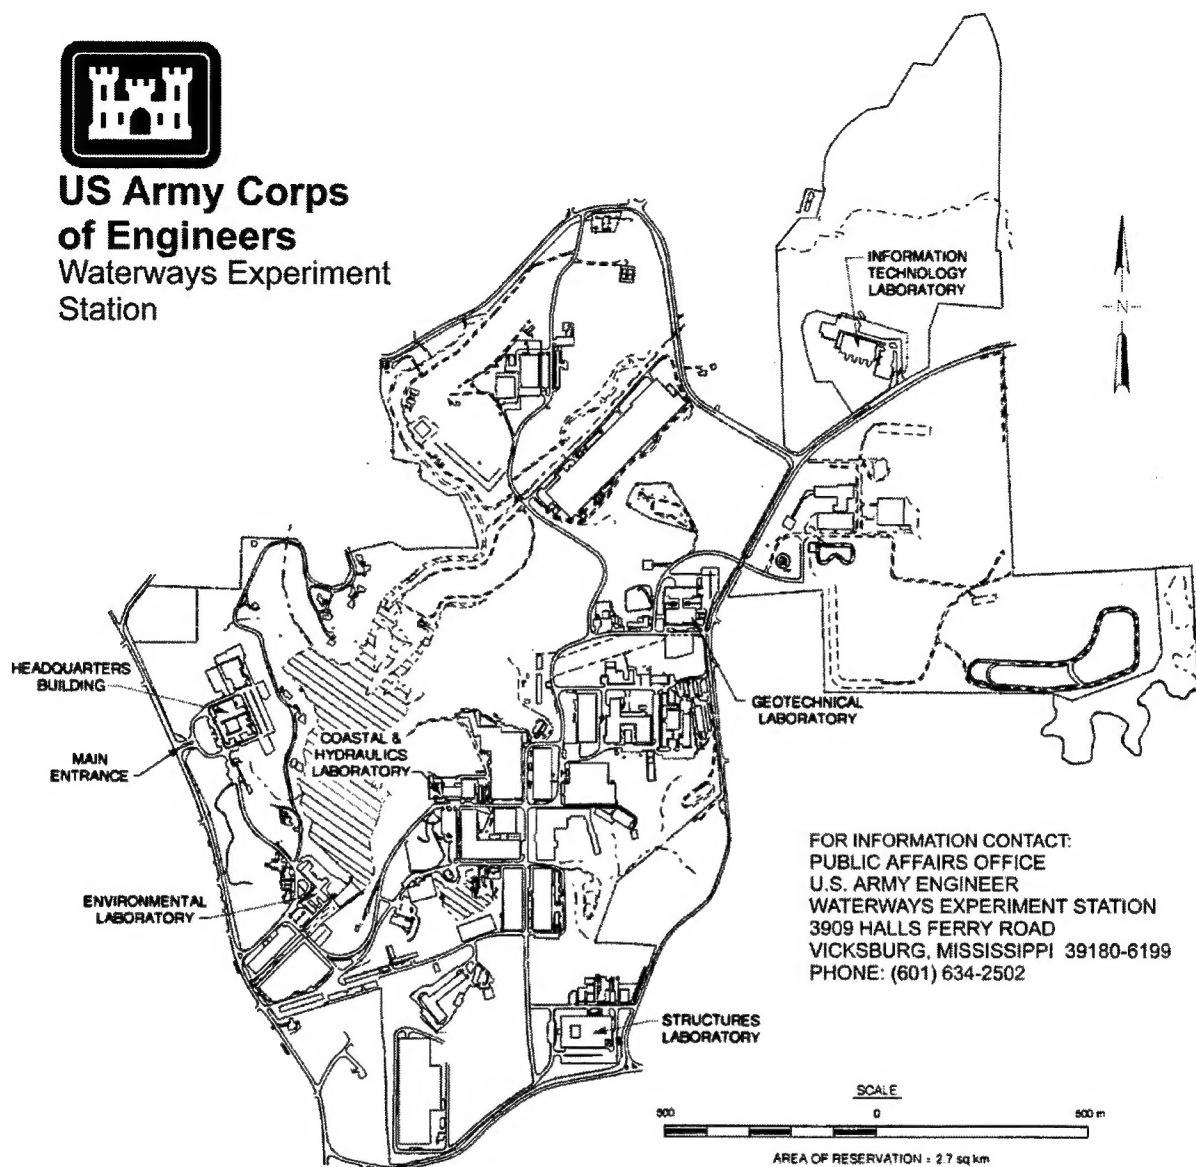 US Army Corps
of Engineers
Waterways Experiment
Station
INFORMATION
TECHNOLOGY
LABORATORY
N
HEADQUARTERS
BUILDING
MAIN
ENTRANCE
COASTAL &
HYDRAULICS
LABORATORY
GEOTECHNICAL
LABORATORY
ENVIRONMENTAL
LABORATORY
STRUCTURES
LABORATORY
FOR INFORMATION CONTACT:
PUBLIC AFFAIRS OFFICE
U.S. ARMY ENGINEER
WATERWAYS EXPERIMENT STATION
3909 HALLS FERRY ROAD
VICKSBURG, MISSISSIPPI 39180-6199
PHONE: (601) 634-2502
SCALE
500 0 500 m
AREA OF RESERVATION = 2.7 sq km